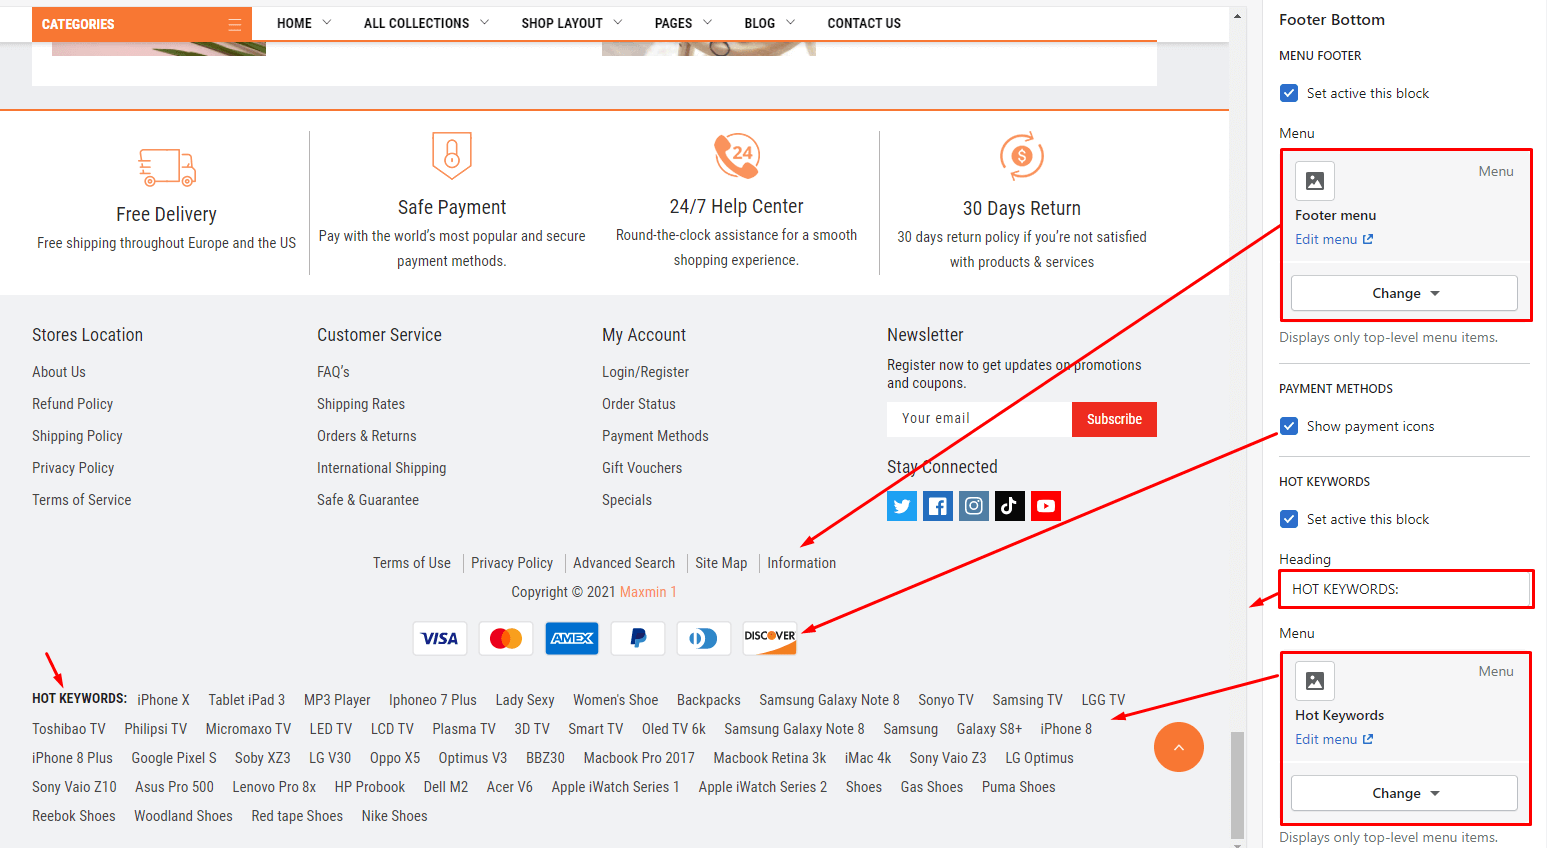 CATEGORIES
HOME
ALL COLLECTIONS
SHOP LAYOUT
PAGES
BLOG
CONTACT US
Free Delivery
Free shipping throughout Europe and the US
Safe Payment
Pay with the world’s most popular and secure
payment methods.
24
24/7 Help Center
Round-the-clock assistance for a smooth
shopping experience.
$
30 Days Return
30 days return policy if you’re not satisfied
with products & services
Stores Location
About Us
Refund Policy
Shipping Policy
Privacy Policy
Terms of Service
Customer Service
FAQ’s
Shipping Rates
Orders & Returns
International Shipping
Safe & Guarantee
My Account
Login/Register
Order Status
Payment Methods
Gift Vouchers
Specials
Newsletter
Register now to get updates on promotions
and coupons.
Your email
Subscribe
Stay Connected
Terms of Use
Privacy Policy
Advanced Search
Site Map
Information
Copyright © 2021 Maxmin 1
VISA
AMEX
DISCOVER
HOT KEYWORDS: iPhone X Tablet iPad 3 MP3 Player Iphoneo 7 Plus Lady Sexy Women's Shoe Backpacks Samsung Galaxy Note 8 Sonyo TV Samsing TV LGG TV
Toshibao TV Philipsi TV Micromaxo TV LED TV LCD TV Plasma TV 3D TV Smart TV Oled TV 6k Samsung Galaxy Note 8 Samsung Galaxy S8+ iPhone 8
iPhone 8 Plus Google Pixel S Soby XZ3 LG V30 Oppo X5 Optimus V3 BBZ30 Macbook Pro 2017 Macbook Retina 3k iMac 4k Sony Vaio Z3 LG Optimus
Sony Vaio Z10 Asus Pro 500 Lenovo Pro 8x HP Probook Dell M2 Acer V6 Apple iWatch Series 1 Apple iWatch Series 2 Shoes Gas Shoes Puma Shoes
Reebok Shoes Woodland Shoes Red tape Shoes Nike Shoes
Footer Bottom
MENU FOOTER
Set active this block
Menu
Menu
Footer menu
Edit menu
Change
Displays only top-level menu items.
PAYMENT METHODS
Show payment icons
HOT KEYWORDS
Set active this block
Heading
HOT KEYWORDS:
Menu
Menu
Hot Keywords
Edit menu
Change
Displays only top-level menu items.